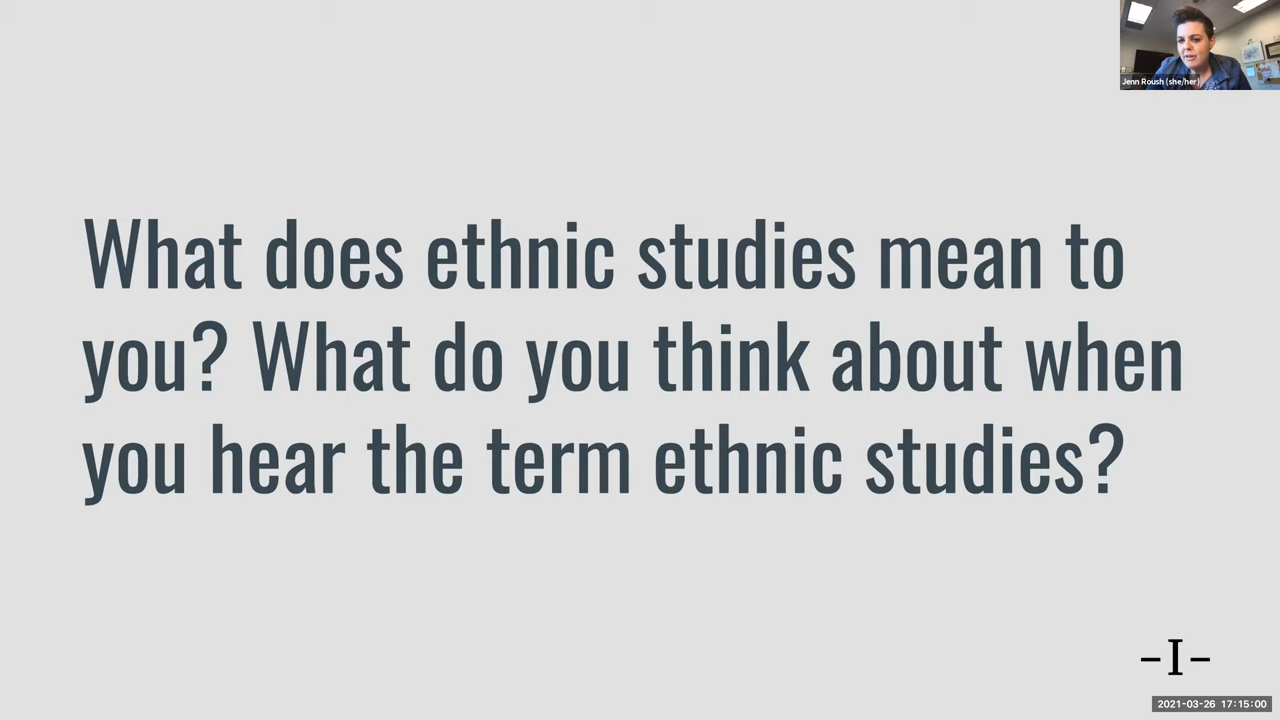 Jenn Roush (she/her)
What does ethnic studies mean to
you? What do you think about when
you hear the term ethnic studies?
-I-
2021-03-26 17:15:00